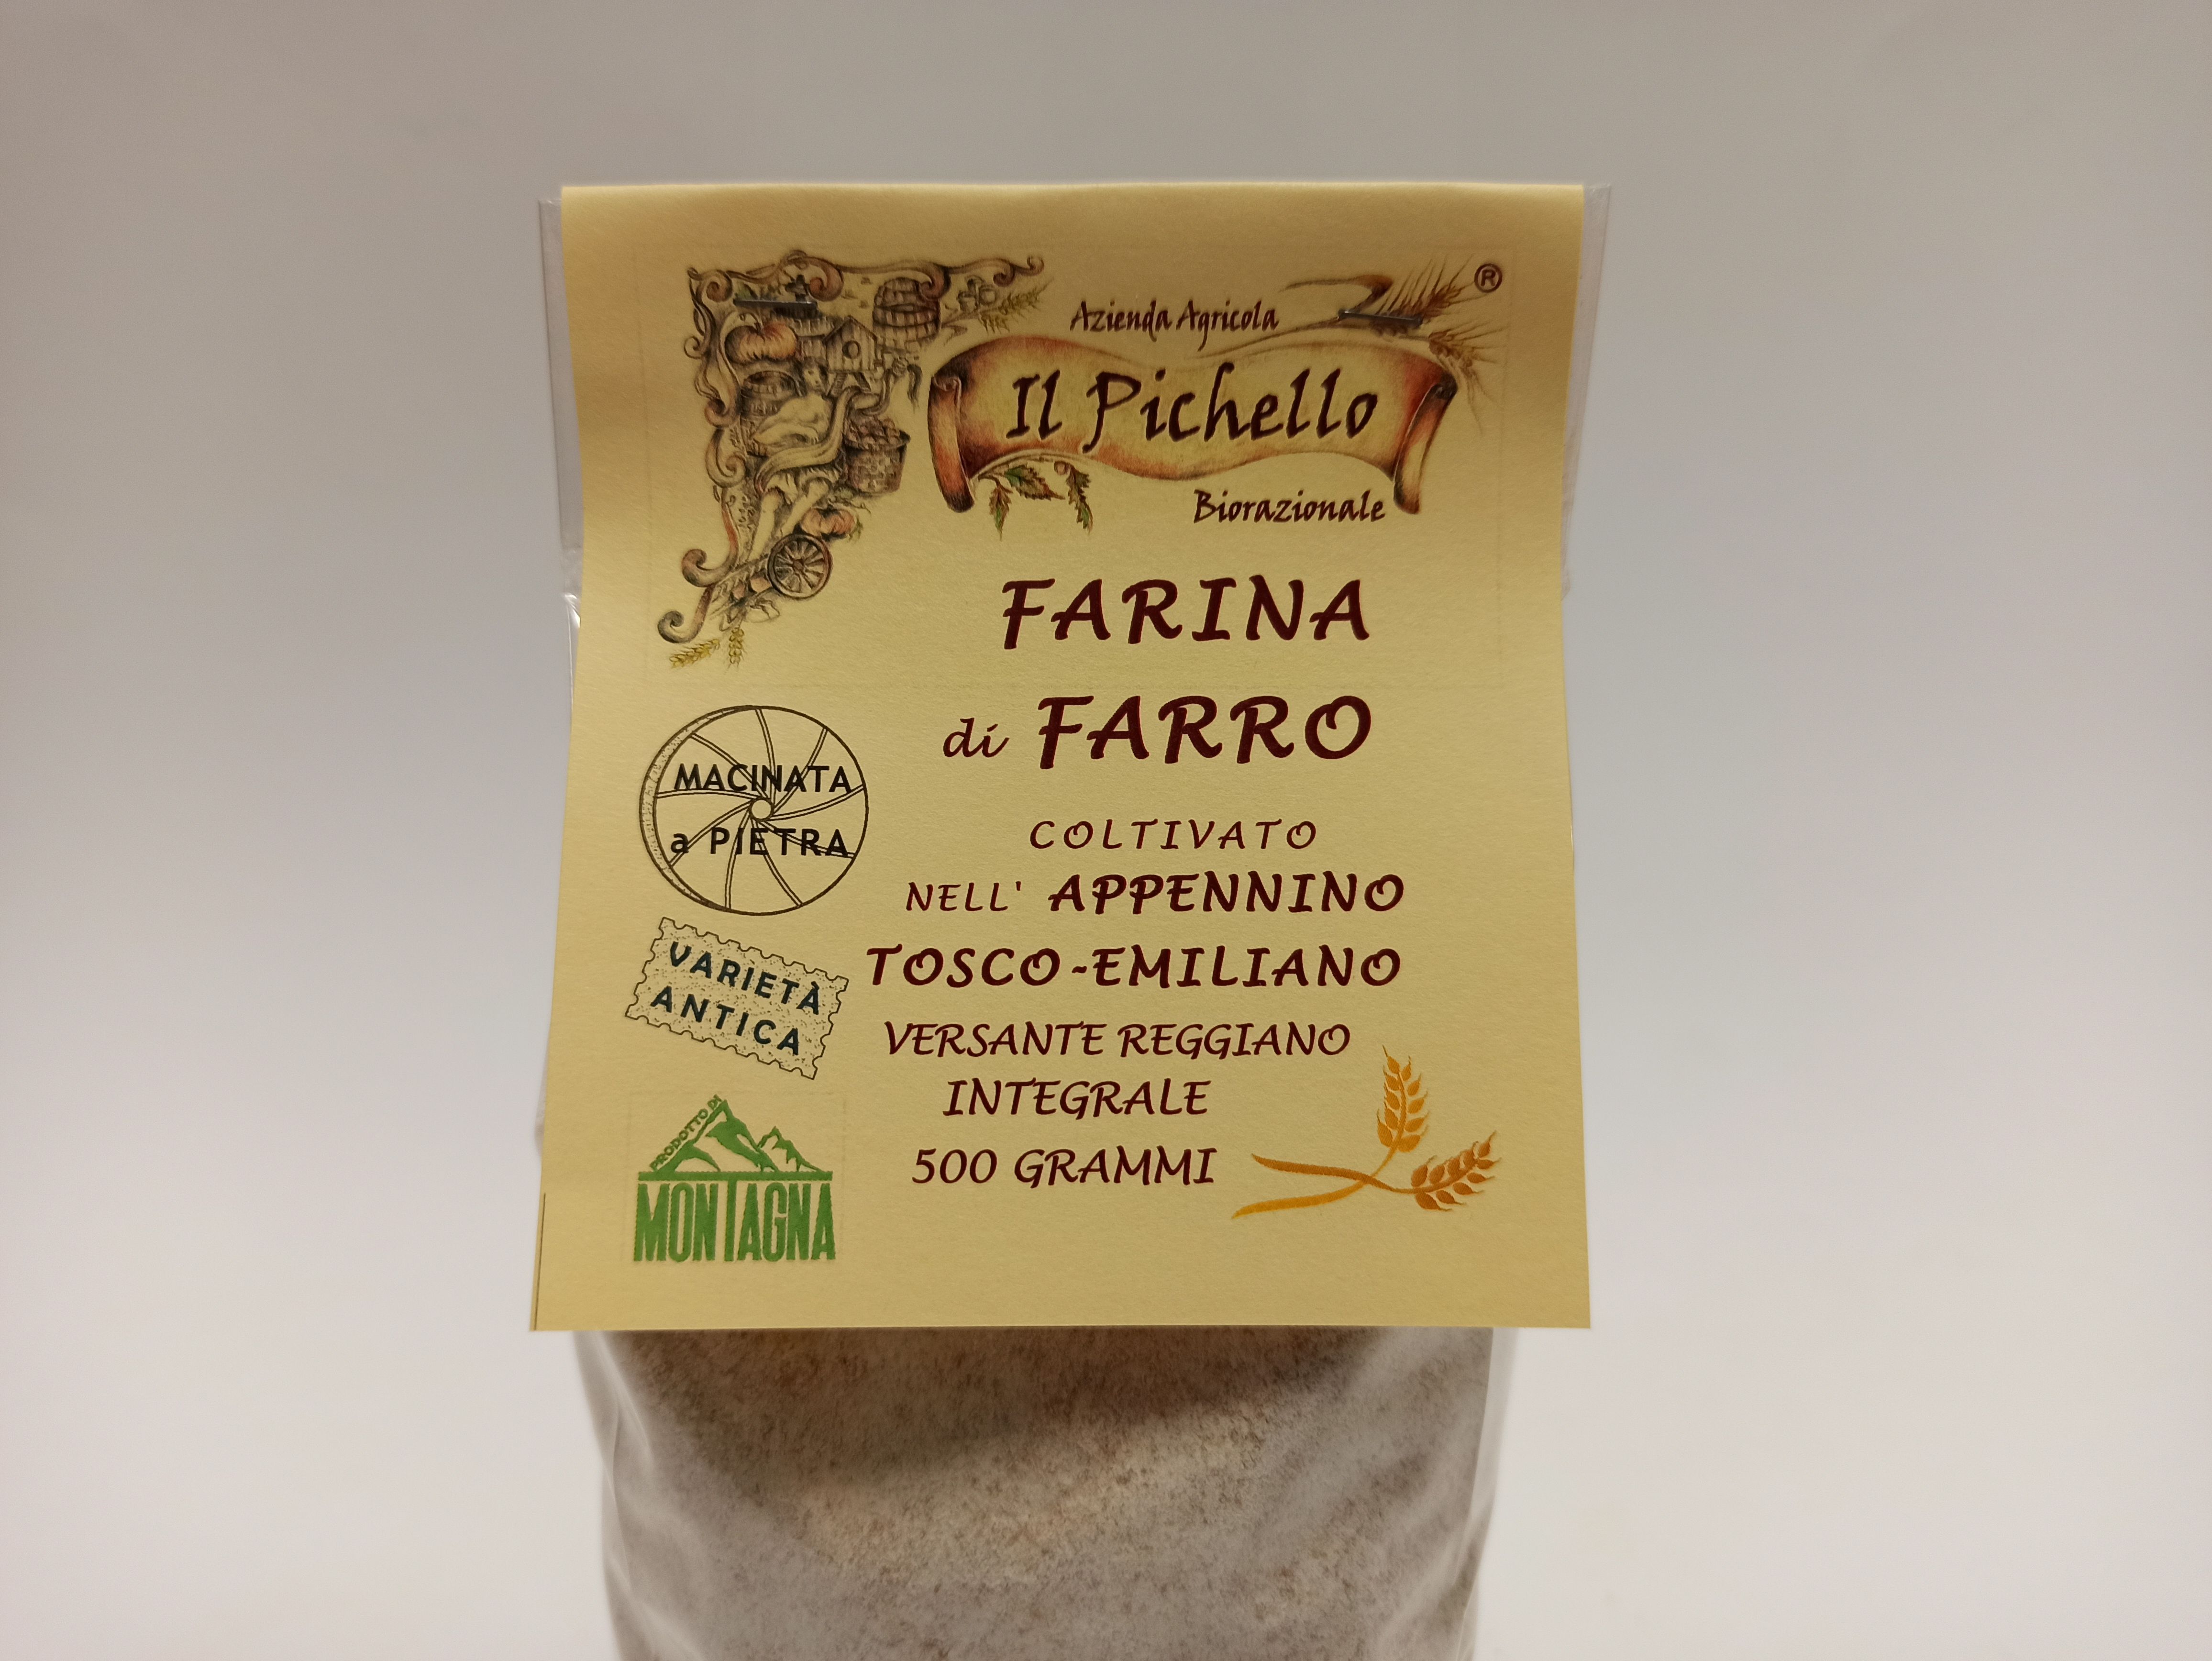 Azienda Agricola
®
Il Pichello
Biorazionale
FARINA
di FARRO
COLTIVATO
NELL' APPENNINO
TOSCO-EMILIANO
VERSANTE REGGIANO
INTEGRALE
500 GRAMMI
MACINATA
a PIETRA
VARIETÀ
ANTICA
PRODOTTO DI
MONTAGNA